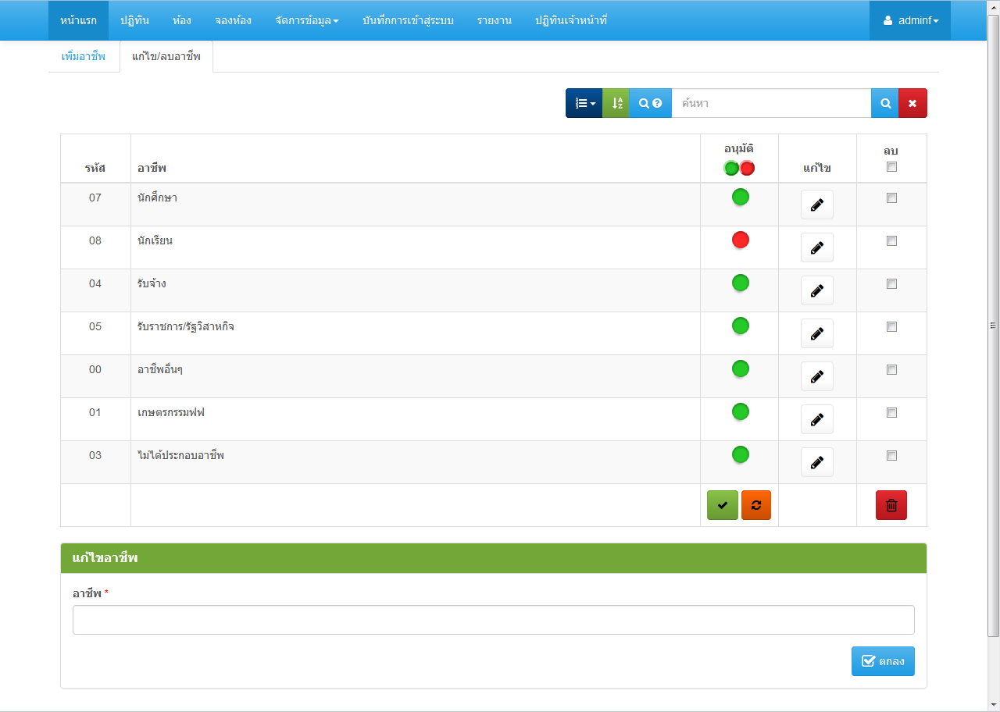 หน้าแรก ปฏิทิน ห้อง จองห้อง จัดการข้อมูล บันทึกการเข้าสู่ระบบ รายงาน ปฏิทินเจ้าหน้าที่ adminf
เพิ่มอาชีพ แก้ไข/ลบอาชีพ
ค้นหา
รหัส อาชีพ อนุมัติ แก้ไข ลบ
07 นักศึกษา
08 นักเรียน
04 รับจ้าง
05 รับราชการ/รัฐวิสาหกิจ
00 อาชีพอื่นๆ
01 เกษตรกรรมฟฟ
03 ไม่ได้ประกอบอาชีพ
แก้ไขอาชีพ
อาชีพ *
ตกลง